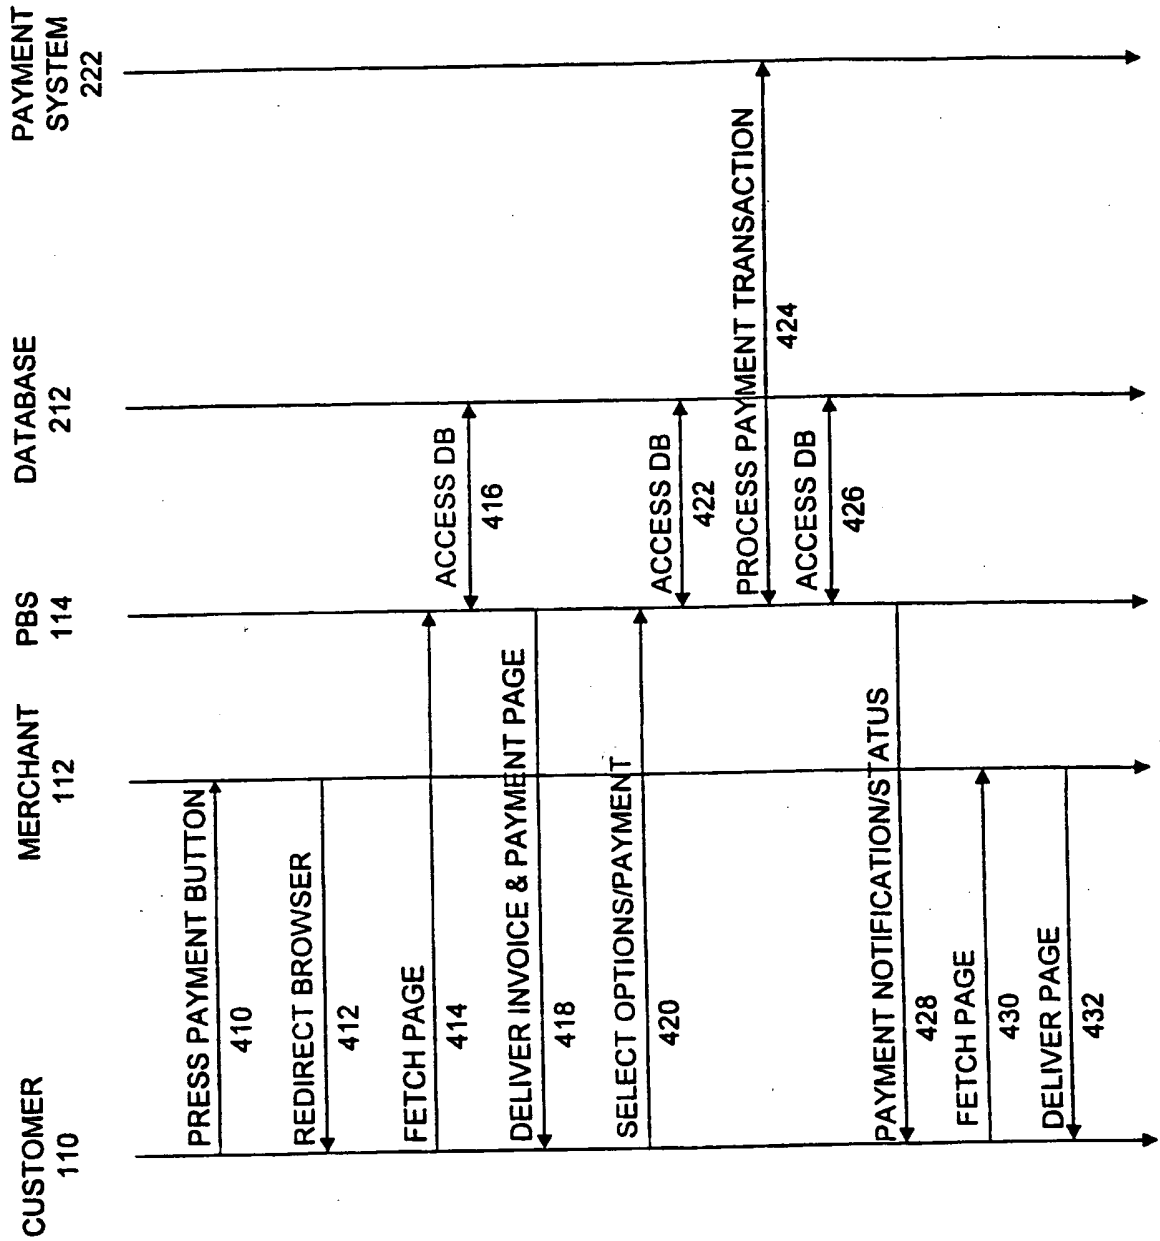 CUSTOMER
110
MERCHANT
112
PBS
114
DATABASE
212
PAYMENT
SYSTEM
222
PRESS PAYMENT BUTTON
410
REDIRECT BROWSER
412
FETCH PAGE
414
ACCESS DB
416
DELIVER INVOICE & PAYMENT PAGE
418
SELECT OPTIONS/PAYMENT
420
ACCESS DB
422
PROCESS PAYMENT TRANSACTION
424
ACCESS DB
426
PAYMENT NOTIFICATION/STATUS
428
FETCH PAGE
430
DELIVER PAGE
432